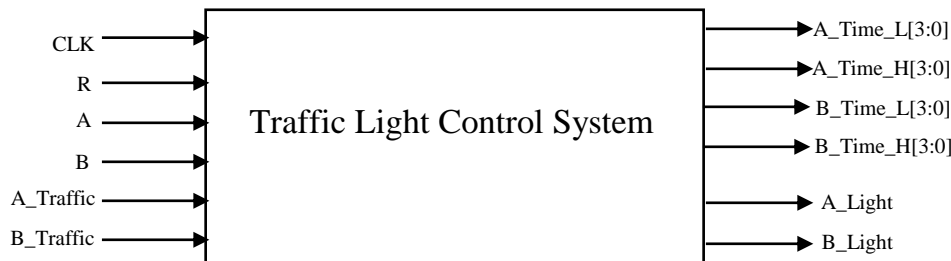 CLK
R
A
B
A_Traffic
B_Traffic
Traffic Light Control System
A_Time_L[3:0]
A_Time_H[3:0]
B_Time_L[3:0]
B_Time_H[3:0]
A_Light
B_Light